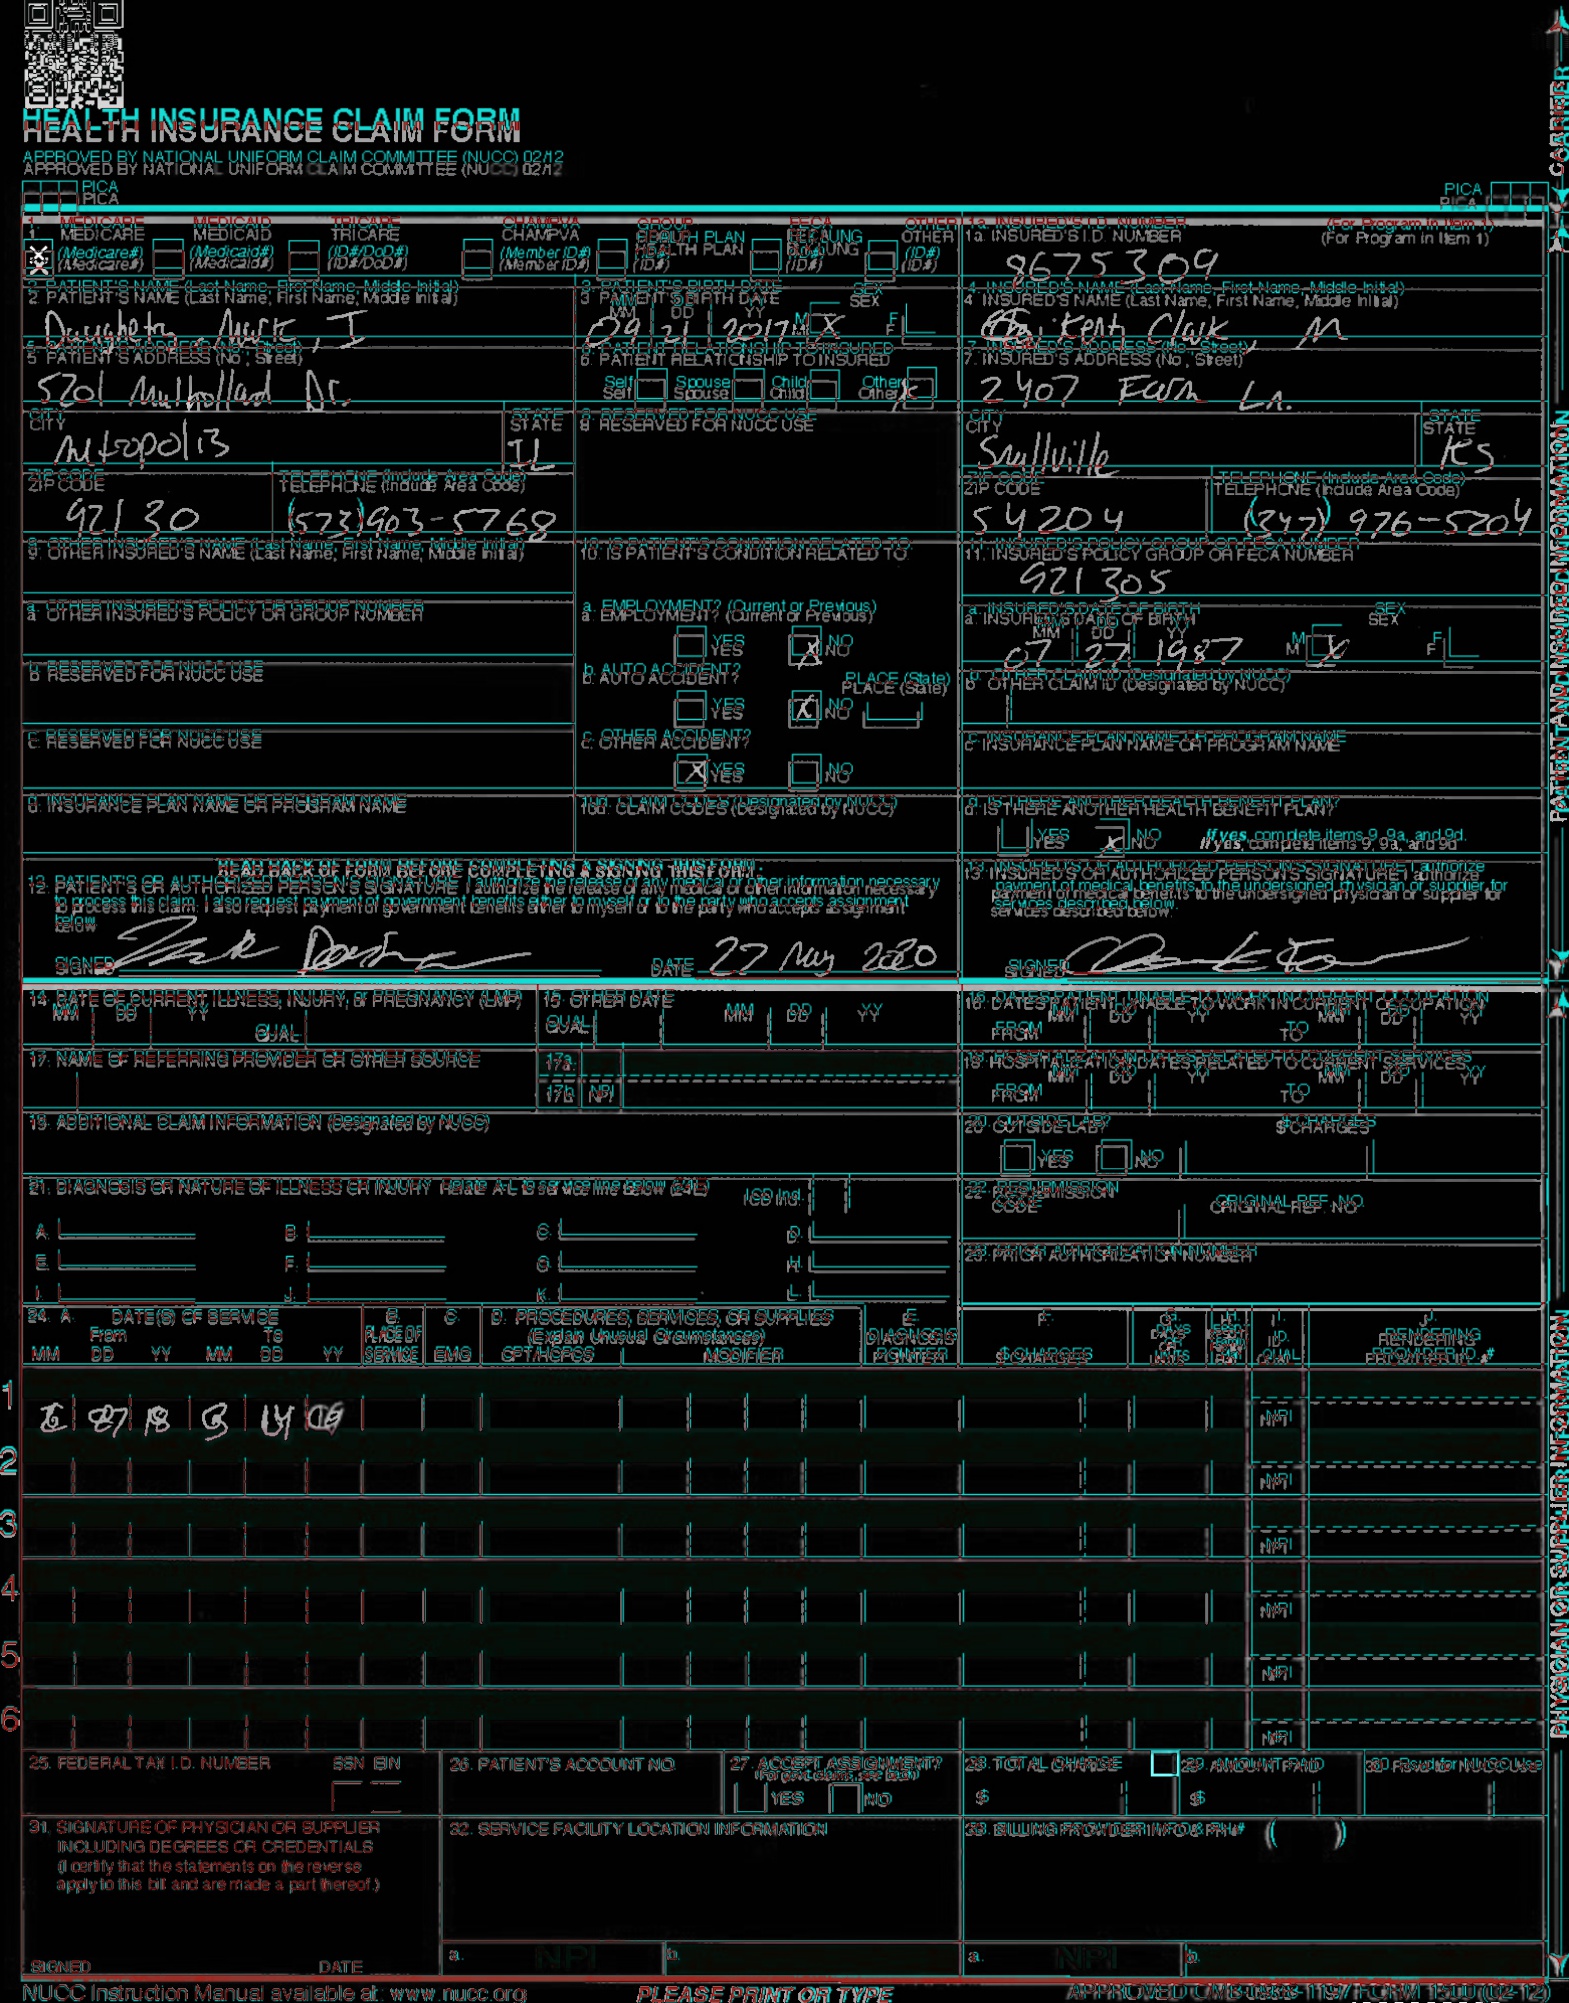 HEALTH INSURANCE CLAIM FORM
APPROVED BY NATIONAL UNIFORM CLAIM COMMITTEE (NUCC) 02/12
PICA PICA
CARRIER
1. MEDICARE MEDICAID TRICARE CHAMPVA GROUP HEALTH PLAN FECA BLK LUNG OTHER
(Medicare#) (Medicaid#) (ID#/DoD#) (Member ID#) (ID#) (ID#) (ID#)
1a. INSURED'S I.D. NUMBER (For Program in Item 1)
8675309
2. PATIENT'S NAME (Last Name, First Name, Middle Initial)
I
3. PATIENT'S BIRTH DATE SEX
MM DD YY M X F
09 21 2017
4. INSURED'S NAME (Last Name, First Name, Middle Initial)
Kent, Clark, M
5. PATIENT'S ADDRESS (No., Street)
5201 Mulholland Dr.
6. PATIENT RELATIONSHIP TO INSURED
Self Spouse Child Other X
7. INSURED'S ADDRESS (No., Street)
2407 Farm Ln.
CITY STATE
Metropolis IL
8. RESERVED FOR NUCC USE
CITY STATE
Smllville Ks
ZIP CODE TELEPHONE (Include Area Code)
92130 (573) 903-5768
ZIP CODE TELEPHONE (Include Area Code)
54204 (347) 976-5204
9. OTHER INSURED'S NAME (Last Name, First Name, Middle Initial)
10. IS PATIENT'S CONDITION RELATED TO:
11. INSURED'S POLICY GROUP OR FECA NUMBER
921305
a. OTHER INSURED'S POLICY OR GROUP NUMBER
a. EMPLOYMENT? (Current or Previous)
YES X NO
a. INSURED'S DATE OF BIRTH SEX
MM DD YY M X F
07 27 1987
b. RESERVED FOR NUCC USE
b. AUTO ACCIDENT? PLACE (State)
YES X NO
b. OTHER CLAIM ID (Designated by NUCC)
c. RESERVED FOR NUCC USE
c. OTHER ACCIDENT?
X YES NO
c. INSURANCE PLAN NAME OR PROGRAM NAME
d. INSURANCE PLAN NAME OR PROGRAM NAME
10d. CLAIM CODES (Designated by NUCC)
d. IS THERE ANOTHER HEALTH BENEFIT PLAN?
YES X NO If yes, complete items 9, 9a, and 9d.
PATIENT AND INSURED INFORMATION
READ BACK OF FORM BEFORE COMPLETING & SIGNING THIS FORM.
12. PATIENT'S OR AUTHORIZED PERSON'S SIGNATURE I authorize the release of any medical or other information necessary
to process this claim. I also request payment of government benefits either to myself or to the party who accepts assignment
below.
SIGNED DATE 22 May 2020
13. INSURED'S OR AUTHORIZED PERSON'S SIGNATURE I authorize
payment of medical benefits to the undersigned physician or supplier for
services described below.
SIGNED
14. DATE OF CURRENT ILLNESS, INJURY, or PREGNANCY (LMP)
MM DD YY QUAL.
15. OTHER DATE
QUAL. MM DD YY
16. DATES PATIENT UNABLE TO WORK IN CURRENT OCCUPATION
MM DD YY MM DD YY
FROM TO
17. NAME OF REFERRING PROVIDER OR OTHER SOURCE
17a.
17b. NPI
18. HOSPITALIZATION DATES RELATED TO CURRENT SERVICES
MM DD YY MM DD YY
FROM TO
19. ADDITIONAL CLAIM INFORMATION (Designated by NUCC)
20. OUTSIDE LAB? $ CHARGES
YES NO
21. DIAGNOSIS OR NATURE OF ILLNESS OR INJURY Relate A-L to service line below (24E) ICD Ind.
A. B. C. D.
E. F. G. H.
I. J. K. L.
22. RESUBMISSION CODE ORIGINAL REF. NO.
23. PRIOR AUTHORIZATION NUMBER
24. A. DATE(S) OF SERVICE B. C. D. PROCEDURES, SERVICES, OR SUPPLIES E. F. G. H. I. J.
From To PLACE OF (Explain Unusual Circumstances) DIAGNOSIS DAYS OR ID. RENDERING
MM DD YY MM DD YY SERVICE EMG CPT/HCPCS MODIFIER POINTER $ CHARGES UNITS QUAL. PROVIDER ID. #
1
27 18 14
NPI
2 NPI
3 NPI
4 NPI
5 NPI
6 NPI
25. FEDERAL TAX I.D. NUMBER SSN EIN
26. PATIENT'S ACCOUNT NO.
27. ACCEPT ASSIGNMENT?
(For govt. claims, see back)
YES NO
28. TOTAL CHARGE
$
29. AMOUNT PAID
$
30. Rsvd for NUCC Use
31. SIGNATURE OF PHYSICIAN OR SUPPLIER
INCLUDING DEGREES OR CREDENTIALS
(I certify that the statements on the reverse
apply to this bill and are made a part thereof.)
SIGNED DATE
32. SERVICE FACILITY LOCATION INFORMATION
a. NPI b.
33. BILLING PROVIDER INFO & PH# ( )
a. NPI b.
PHYSICIAN OR SUPPLIER INFORMATION
NUCC Instruction Manual available at: www.nucc.org
PLEASE PRINT OR TYPE
APPROVED OMB-0938-1197 FORM 1500 (02-12)